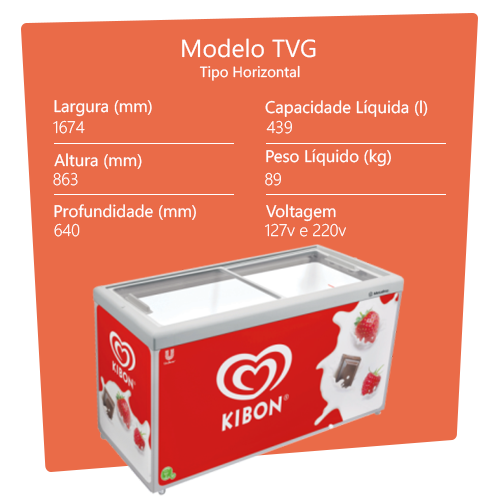 Modelo TVG
Tipo Horizontal
Largura (mm)
1674
Capacidade Líquida (l)
439
Altura (mm)
863
Peso Líquido (kg)
89
Profundidade (mm)
640
Voltagem
127v e 220v
KIBON®